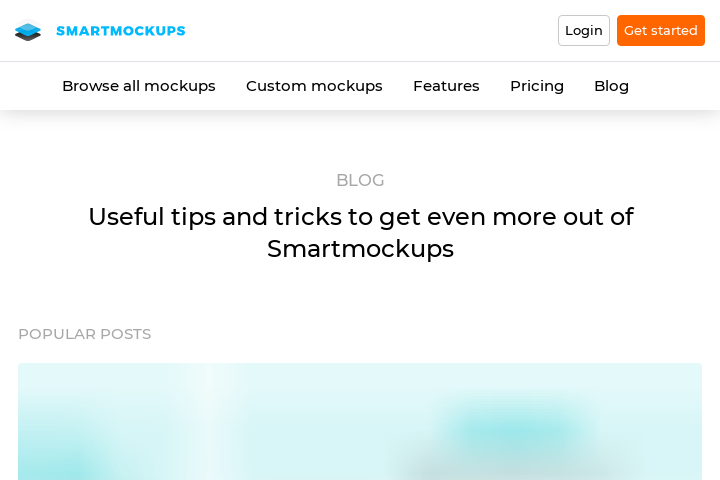 SMARTMOCKUPS
Login
Get started
Browse all mockups
Custom mockups
Features
Pricing
Blog
BLOG
Useful tips and tricks to get even more out of
Smartmockups
POPULAR POSTS